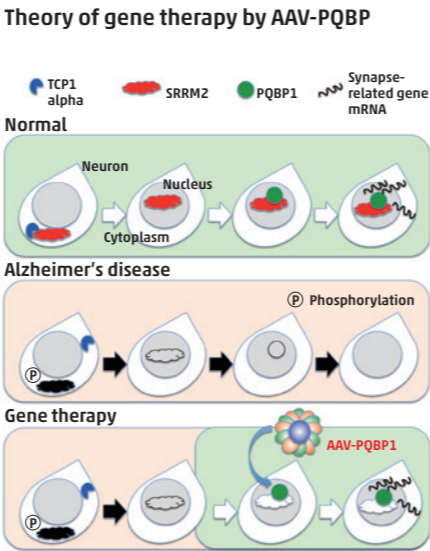 Theory of gene therapy by AAV-PQBP
TCP1
alpha
SRRM2
PQBP1
Synapse-
related gene
mRNA
Normal
Neuron
Nucleus
Cytoplasm
Alzheimer's disease
P Phosphorylation
P
Gene therapy
AAV-PQBP1
P